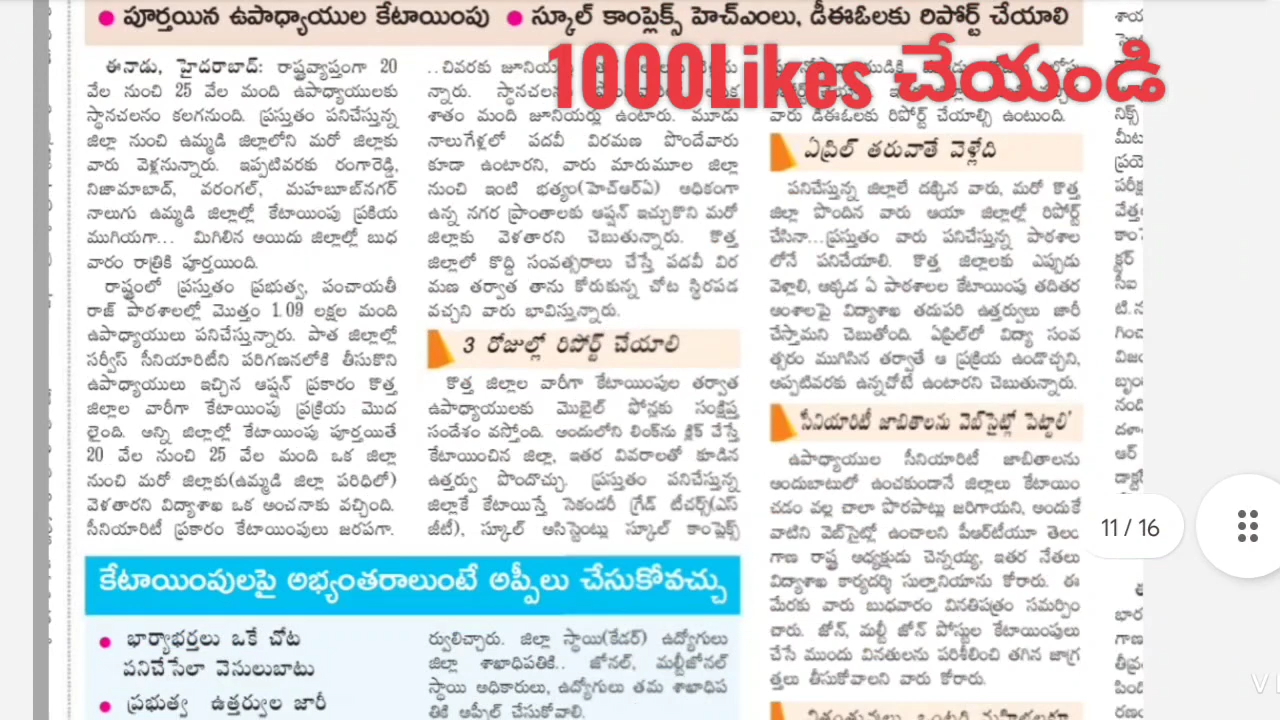 పూర్తయిన ఉపాధ్యాయుల కేటాయింపు
స్కూల్ కాంప్లెక్స్ హెచ్ఎంలు, డీఈఓలకు రిపోర్ట్ చేయాలి
1000Likes చేయండి
ఈనాడు, హైదరాబాద్: రాష్ట్రవ్యాప్తంగా 20
వేల నుంచి 25 వేల మంది ఉపాధ్యాయులకు
స్థానచలనం కలగనుంది. ప్రస్తుతం పనిచేస్తున్న
జిల్లా నుంచి ఉమ్మడి జిల్లాలోని మరో జిల్లాకు
వారు వెళ్లనున్నారు. ఇప్పటివరకు రంగారెడ్డి,
నిజామాబాద్, వరంగల్, మహబూబ్‌నగర్
నాలుగు ఉమ్మడి జిల్లాల్లో కేటాయింపు ప్రక్రియ
ముగియగా... మిగిలిన అయిదు జిల్లాల్లో బుధ
వారం రాత్రికి పూర్తయింది.
రాష్ట్రంలో ప్రస్తుతం ప్రభుత్వ, పంచాయతీ
రాజ్ పాఠశాలల్లో మొత్తం 1.09 లక్షల మంది
ఉపాధ్యాయులు పనిచేస్తున్నారు. పాత జిల్లాల్లో
సర్వీస్ సీనియారిటీని పరిగణనలోకి తీసుకొని
ఉపాధ్యాయులు ఇచ్చిన ఆప్షన్ ప్రకారం కొత్త
జిల్లాల వారీగా కేటాయింపు ప్రక్రియ మొద
లైంది. అన్ని జిల్లాల్లో కేటాయింపు పూర్తయితే
20 వేల నుంచి 25 వేల మంది ఒక జిల్లా
నుంచి మరో జిల్లాకు(ఉమ్మడి జిల్లా పరిధిలో)
వెళతారని విద్యాశాఖ ఒక అంచనాకు వచ్చింది.
సీనియారిటీ ప్రకారం కేటాయింపులు జరపగా.
..చివరకు
న్నారు.
శాతం మంది జూనియర్లు ఉంటారు. మూడు
నాలుగేళ్లలో పదవీ విరమణ పొందేవారు
కూడా ఉంటారని, వారు మారుమూల జిల్లా
నుంచి ఇంటి భత్యం(హెచ్ఆర్ఏ) అధికంగా
ఉన్న నగర ప్రాంతాలకు ఆప్షన్ ఇచ్చుకొని మరో
జిల్లాకు వెళతారని చెబుతున్నారు. కొత్త
జిల్లాలో కొద్ది సంవత్సరాలు చేస్తే పదవీ విర
మణ తర్వాత తాను కోరుకున్న చోట స్థిరపడ
వచ్చని వారు భావిస్తున్నారు.
3 రోజుల్లో రిపోర్ట్ చేయాలి
కొత్త జిల్లాల వారీగా కేటాయింపుల తర్వాత
ఉపాధ్యాయులకు మొబైల్ ఫోన్లకు సంక్షిప్త
సందేశం వస్తోంది. అందులోని లింక్‌ను క్లిక్ చేస్తే
కేటాయించిన జిల్లా, ఇతర వివరాలతో కూడిన
ఉత్తర్వు పొందొచ్చు. ప్రస్తుతం పనిచేస్తున్న
జిల్లాకే కేటాయిస్తే సెకండరీ గ్రేడ్ టీచర్స్(ఎస్
జీటీ), స్కూల్ అసిస్టెంట్లు స్కూల్ కాంప్లెక్స్
వారు డీఈఓలకు రిపోర్ట్ చేయాల్సి ఉంటుంది.
ఏప్రిల్ తరువాతే వెళ్లేది
పనిచేస్తున్న జిల్లాలే దక్కిన వారు, మరో కొత్త
జిల్లా పొందిన వారు ఆయా జిల్లాల్లో రిపోర్ట్
చేసినా...ప్రస్తుతం వారు పనిచేస్తున్న పాఠశాల
లోనే పనిచేయాలి. కొత్త జిల్లాలకు ఎప్పుడు
వెళ్లాలి, అక్కడ ఏ పాఠశాలల కేటాయింపు తదితర
అంశాలపై విద్యాశాఖ తదుపరి ఉత్తర్వులు జారీ
చేస్తామని చెబుతోంది. ఏప్రిల్‌లో విద్యా సంవ
త్సరం ముగిసిన తర్వాతే ఆ ప్రక్రియ ఉండొచ్చని,
అప్పటివరకు ఉన్నచోటే ఉంటారని చెబుతున్నారు.
'సీనియారిటీ జాబితాలను వెబ్‌సైట్లో పెట్టాలి'
ఉపాధ్యాయుల సీనియారిటీ జాబితాలను
అందుబాటులో ఉంచకుండానే జిల్లాలు కేటాయిం
చడం వల్ల చాలా పొరపాట్లు జరిగాయని, అందుకే
వాటిని వెబ్‌సైట్లో ఉంచాలని పీఆర్‌టీయూ తెలం
గాణ రాష్ట్ర అధ్యక్షుడు చెన్నయ్య, ఇతర నేతలు
విద్యాశాఖ కార్యదర్శి సుల్తానియాను కోరారు. ఈ
మేరకు వారు బుధవారం వినతిపత్రం సమర్పిం
చారు. జోన్, మల్టీ జోన్ పోస్టుల కేటాయింపులు
చేసే ముందు వినతులను పరిశీలించి తగిన జాగ్ర
త్తలు తీసుకోవాలని వారు కోరారు.
11 / 16
కేటాయింపులపై అభ్యంతరాలుంటే అప్పీలు చేసుకోవచ్చు
భార్యాభర్తలు ఒకే చోట
పనిచేసేలా వెసులుబాటు
ప్రభుత్వ ఉత్తర్వుల జారీ
ర్వులిచ్చారు. జిల్లా స్థాయి(కేడర్) ఉద్యోగులు
జిల్లా శాఖాధిపతికి.. జోనల్, మల్టీజోనల్
స్థాయి అధికారులు, ఉద్యోగులు తమ శాఖాధిప
తికి అప్పీల్ చేసుకోవాలి.